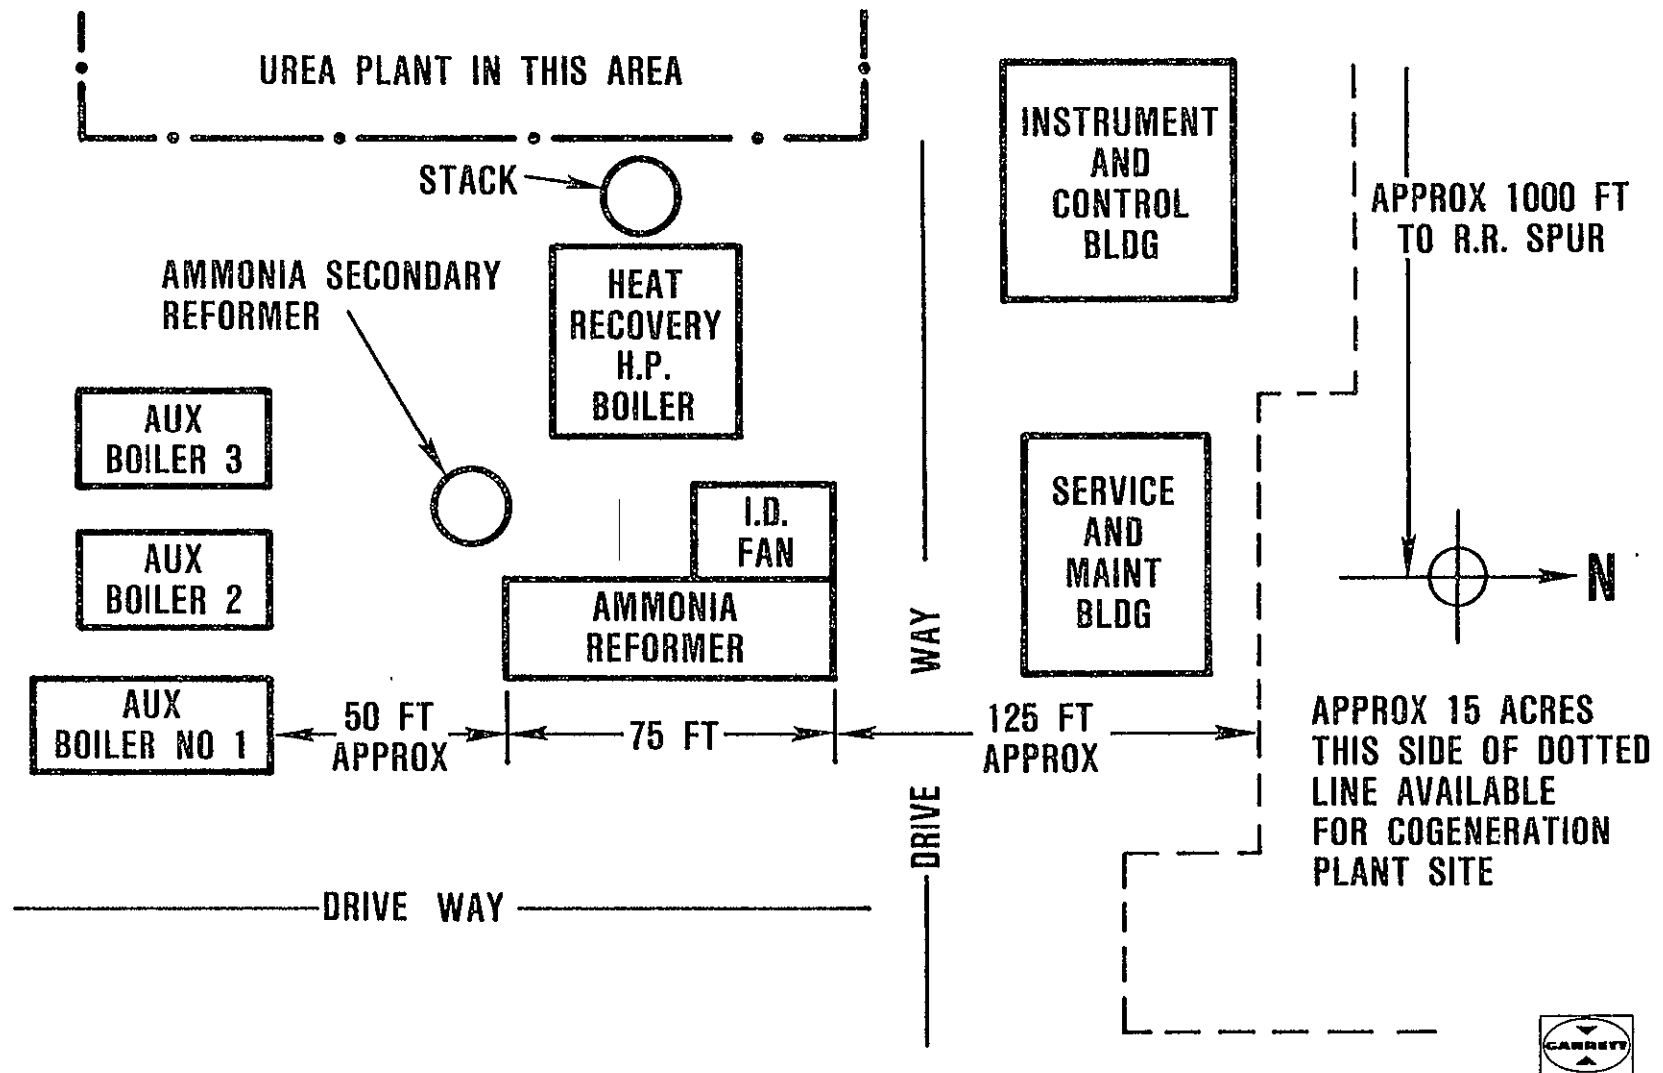 UREA PLANT IN THIS AREA
STACK
AMMONIA SECONDARY
REFORMER
HEAT
RECOVERY
H.P.
BOILER
AUX
BOILER 3
AUX
BOILER 2
AUX
BOILER NO 1
I.D.
FAN
AMMONIA
REFORMER
50 FT
APPROX
75 FT
125 FT
APPROX
DRIVE WAY
DRIVE WAY
INSTRUMENT
AND
CONTROL
BLDG
SERVICE
AND
MAINT
BLDG
APPROX 1000 FT
TO R.R. SPUR
N
APPROX 15 ACRES
THIS SIDE OF DOTTED
LINE AVAILABLE
FOR COGENERATION
PLANT SITE
GARRETT